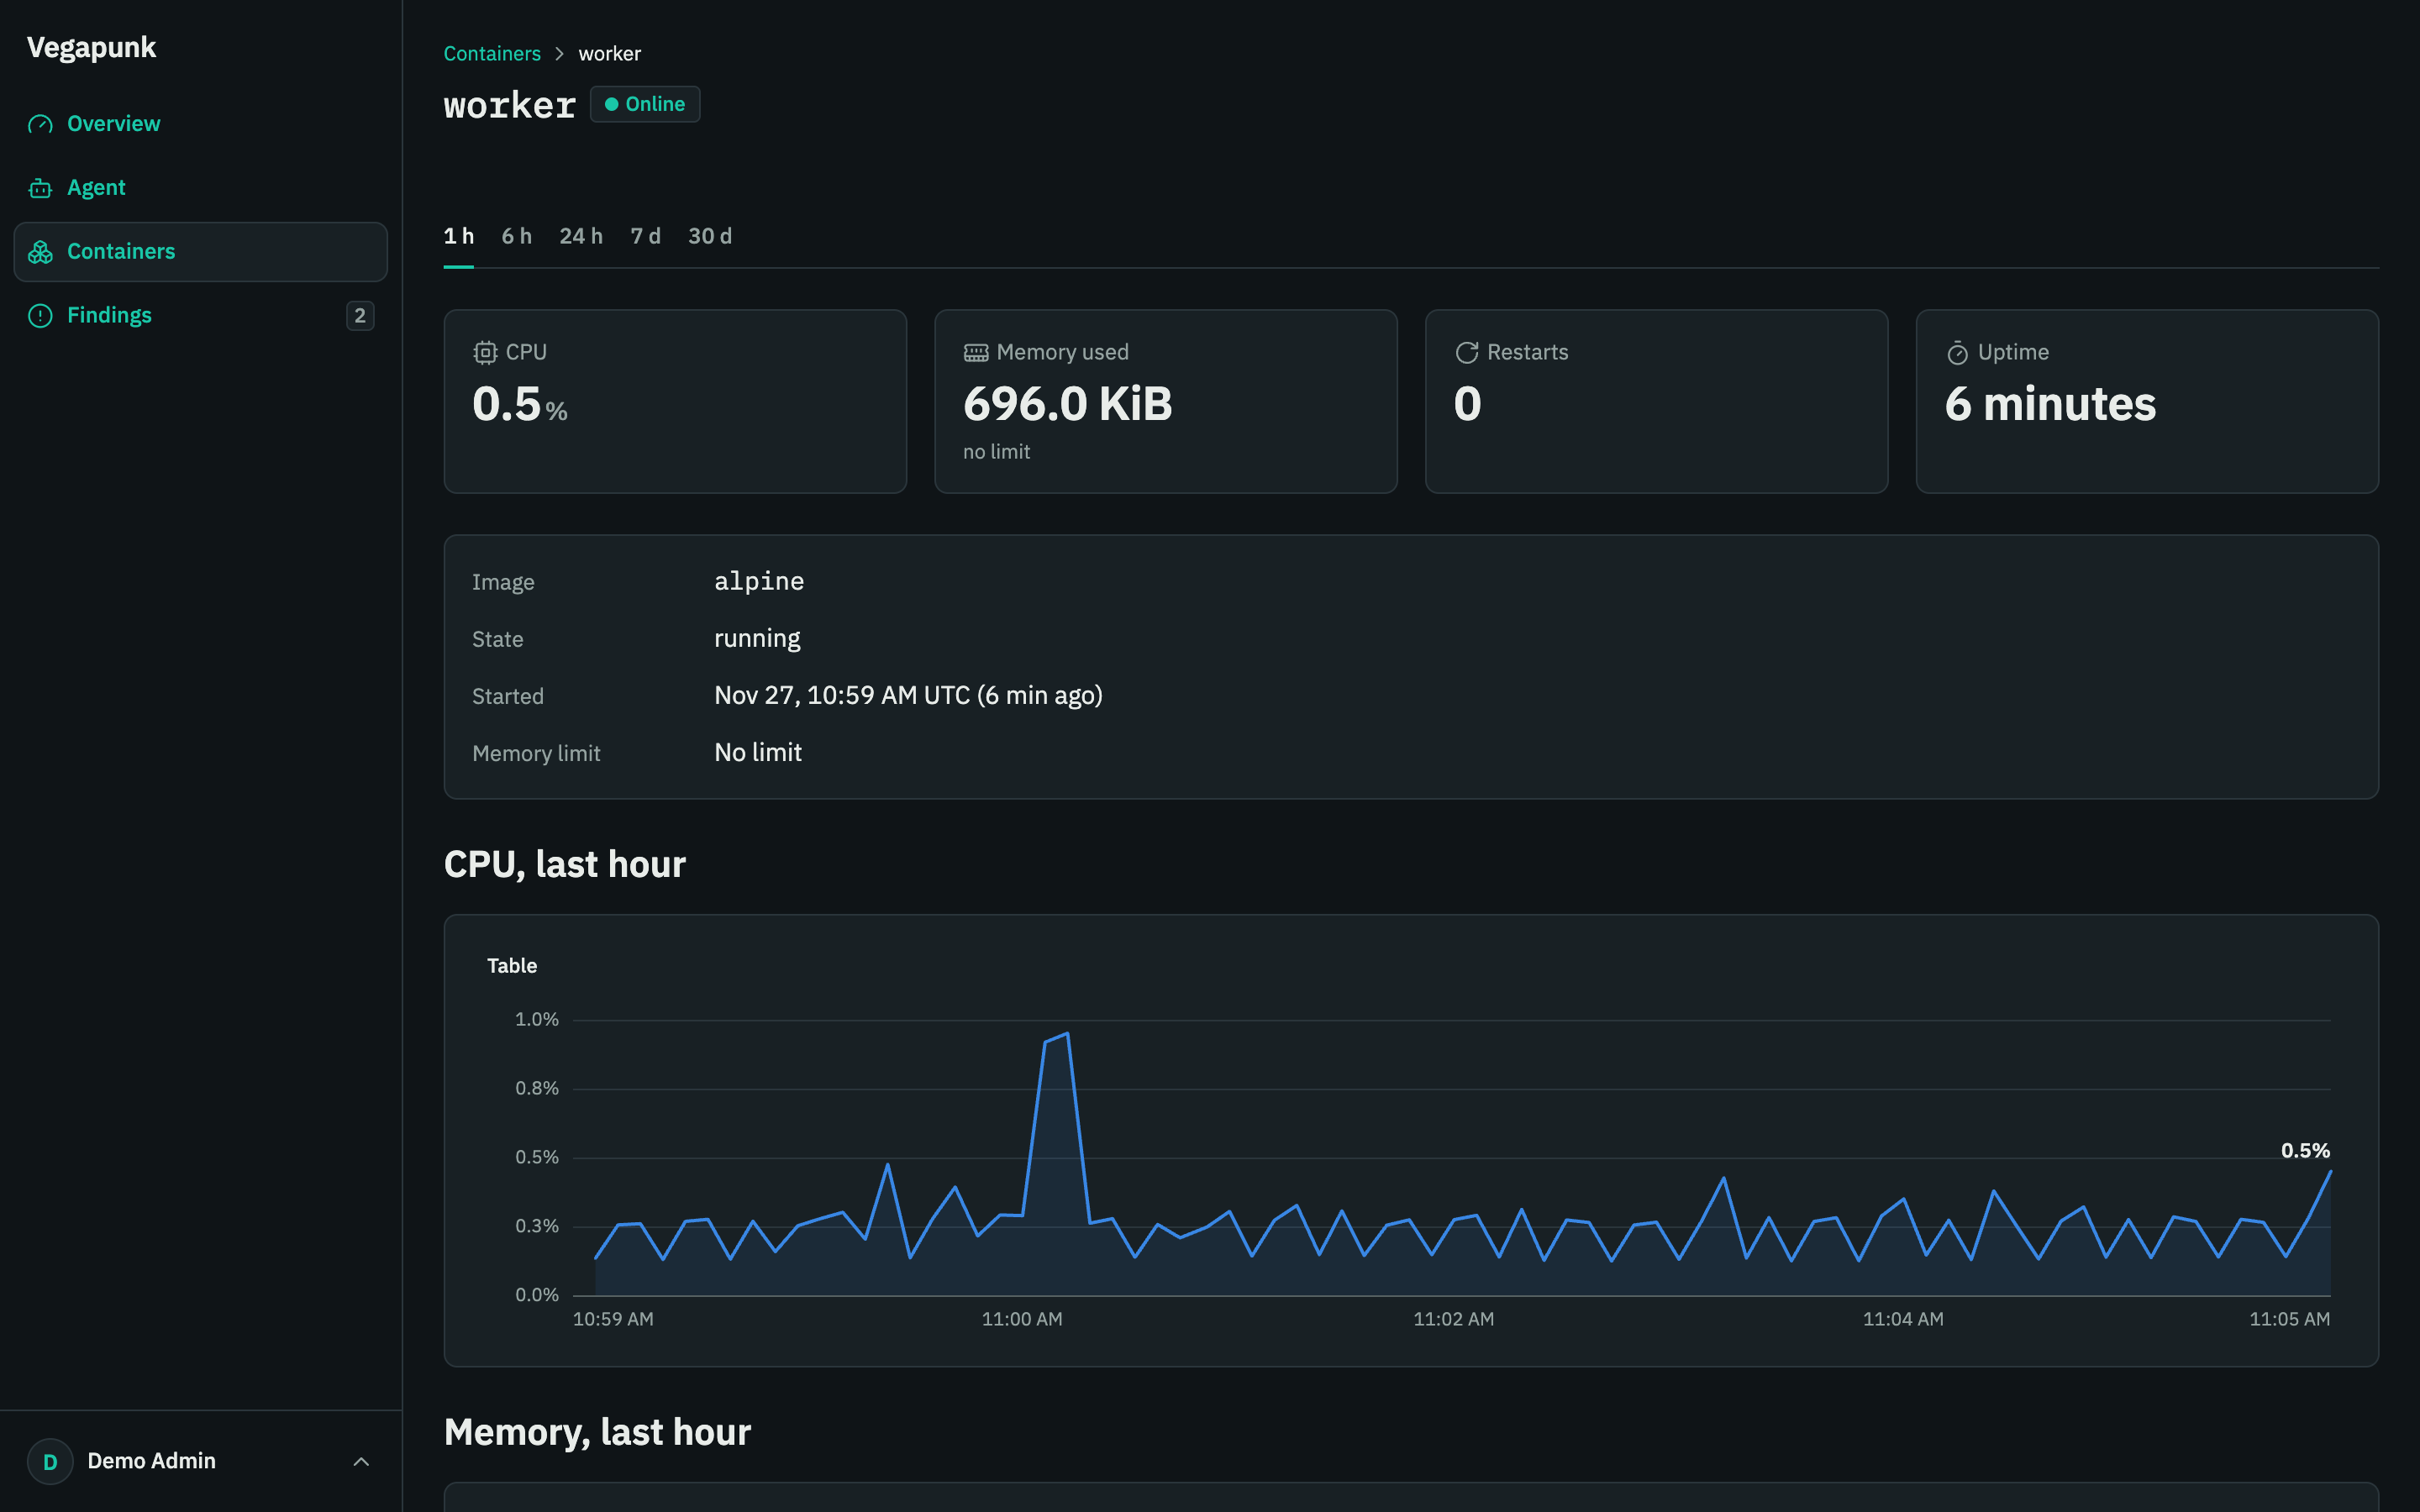 Vegapunk
Overview
Agent
Containers
Findings 2
Demo Admin
D
Containers > worker
worker Online
1 h 6 h 24 h 7 d 30 d
CPU
0.5 %
Memory used
696.0 KiB
no limit
Restarts
0
Uptime
6 minutes
Image alpine
State running
Started Nov 27, 10:59 AM UTC (6 min ago)
Memory limit No limit
CPU, last hour
Table
1.0%
0.8%
0.5%
0.3%
0.0%
0.5%
10:59 AM 11:00 AM 11:02 AM 11:04 AM 11:05 AM
Memory, last hour